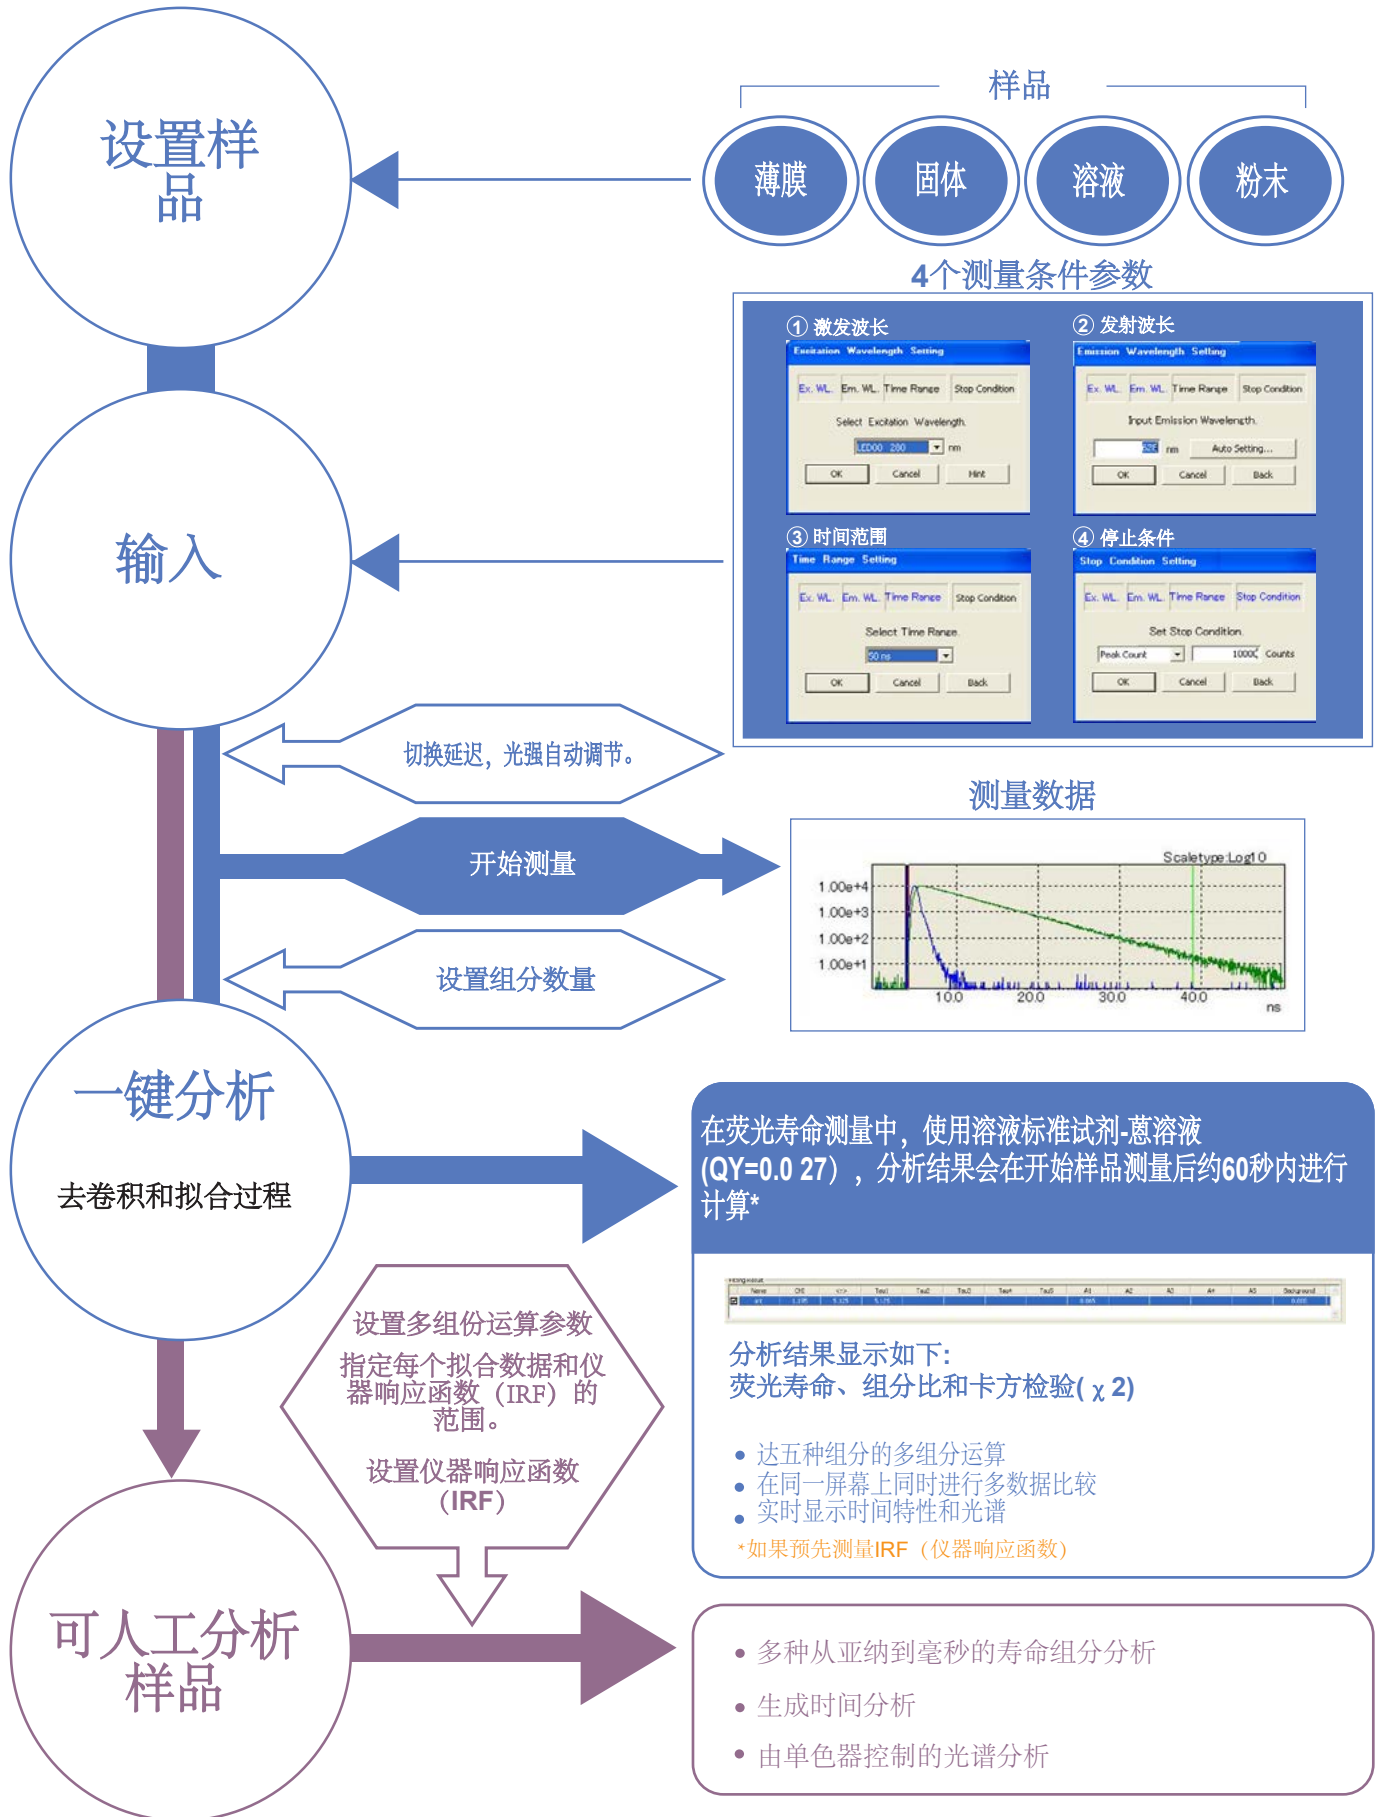 样品
设置样
品
薄膜
固体
溶液
粉末
4个测量条件参数
① 激发波长
Excitation Wavelength Setting
Ex. WL. Em. WL. Time Range Stop Condition
Select Excitation Wavelength.
LED00 280 nm
OK Cancel Hint
② 发射波长
Emission Wavelength Setting
Ex. WL. Em. WL. Time Range Stop Condition
Input Emission Wavelength.
nm Auto Setting...
OK Cancel Back
输入
③ 时间范围
Time Range Setting
Ex. WL. Em. WL. Time Range Stop Condition
Select Time Range.
50 ns
OK Cancel Back
④ 停止条件
Stop Condition Setting
Ex. WL. Em. WL. Time Range Stop Condition
Set Stop Condition.
Peak Count Counts
OK Cancel Back
切换延迟，光强自动调节。
测量数据
开始测量
Scaletype:Log10
1.00e+4
1.00e+3
1.00e+2
1.00e+1
10.0 20.0 30.0 40.0
ns
设置组分数量
一键分析
去卷积和拟合过程
在荧光寿命测量中，使用溶液标准试剂-蒽溶液
(QY=0.0 27），分析结果会在开始样品测量后约60秒内进行
计算*
Name Chi <τ> Tau1 Tau2 Tau3 Tau4 Tau5 A1 A2 A3 A4 A5 Background
分析结果显示如下:
荧光寿命、组分比和卡方检验( χ 2)
• 达五种组分的多组分运算
• 在同一屏幕上同时进行多数据比较
• 实时显示时间特性和光谱
*如果预先测量IRF（仪器响应函数）
设置多组份运算参数
指定每个拟合数据和仪
器响应函数（IRF）的
范围。
设置仪器响应函数
（IRF）
可人工分析
样品
• 多种从亚纳到毫秒的寿命组分分析
• 生成时间分析
• 由单色器控制的光谱分析